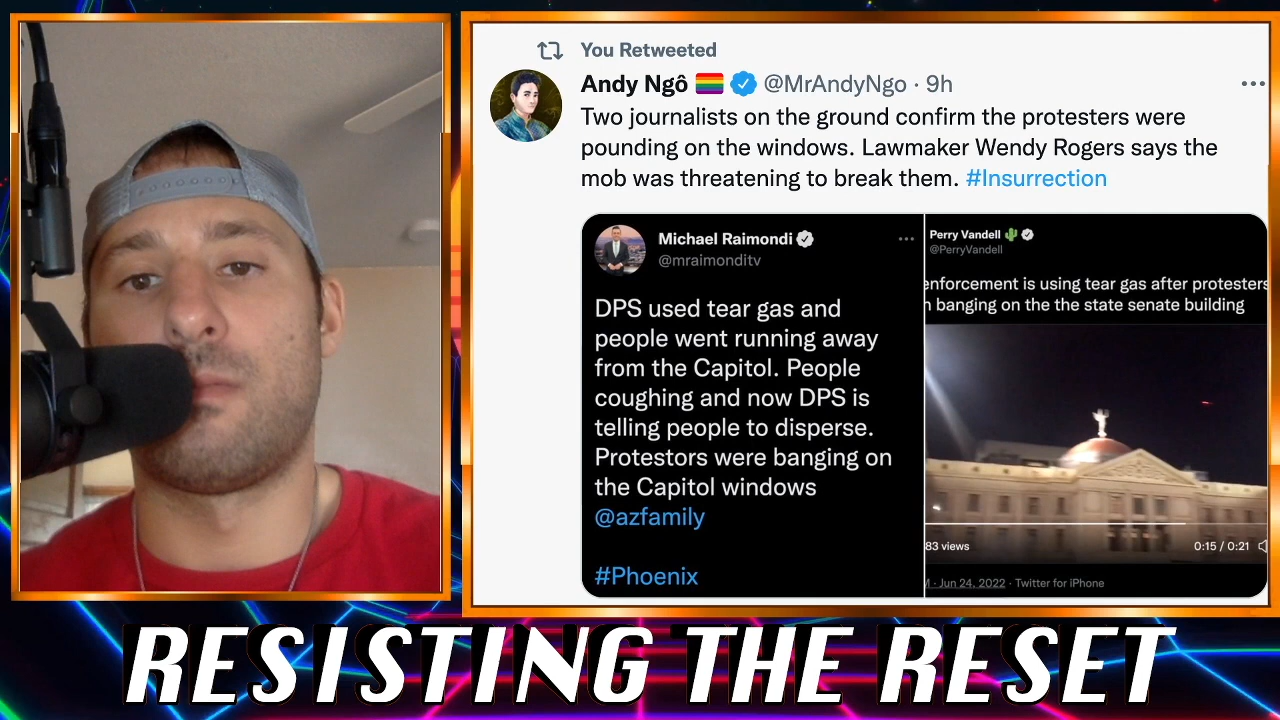 You Retweeted
Andy Ngô @MrAndyNgo · 9h
Two journalists on the ground confirm the protesters were
pounding on the windows. Lawmaker Wendy Rogers says the
mob was threatening to break them. #Insurrection
Michael Raimondi
@mraimonditv
DPS used tear gas and
people went running away
from the Capitol. People
coughing and now DPS is
telling people to disperse.
Protestors were banging on
the Capitol windows
@azfamily
#Phoenix
Perry Vandell
@PerryVandell
enforcement is using tear gas after protesters
banging on the the state senate building
83 views
0:15 / 0:21
Jun 24, 2022 · Twitter for iPhone
RESISTING THE RESET